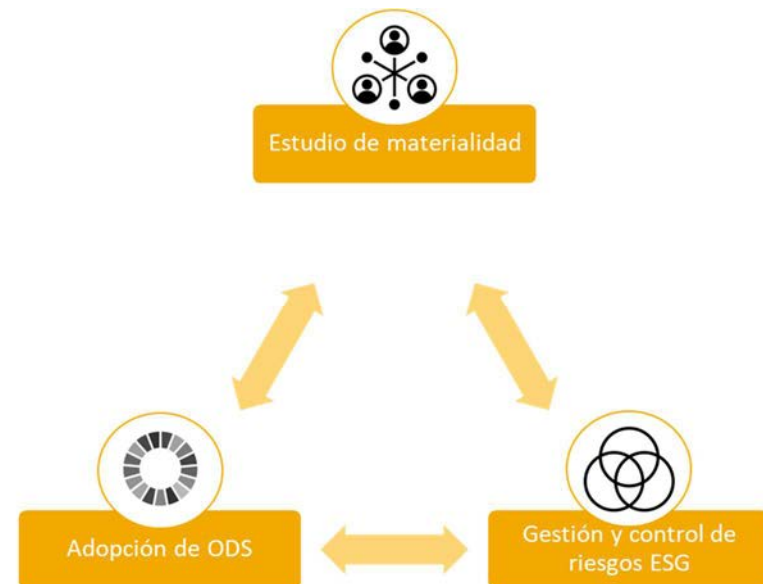 Estudio de materialidad
Adopción de ODS
Gestión y control de
riesgos ESG